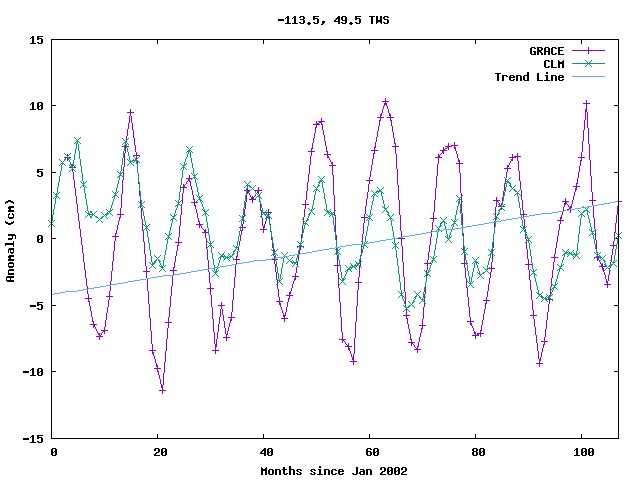 -113.5, 49.5 TWS
GRACE
CLM
Trend Line
15
10
5
0
-5
-10
-15
Anomaly (cm)
0 20 40 60 80 100
Months since Jan 2002